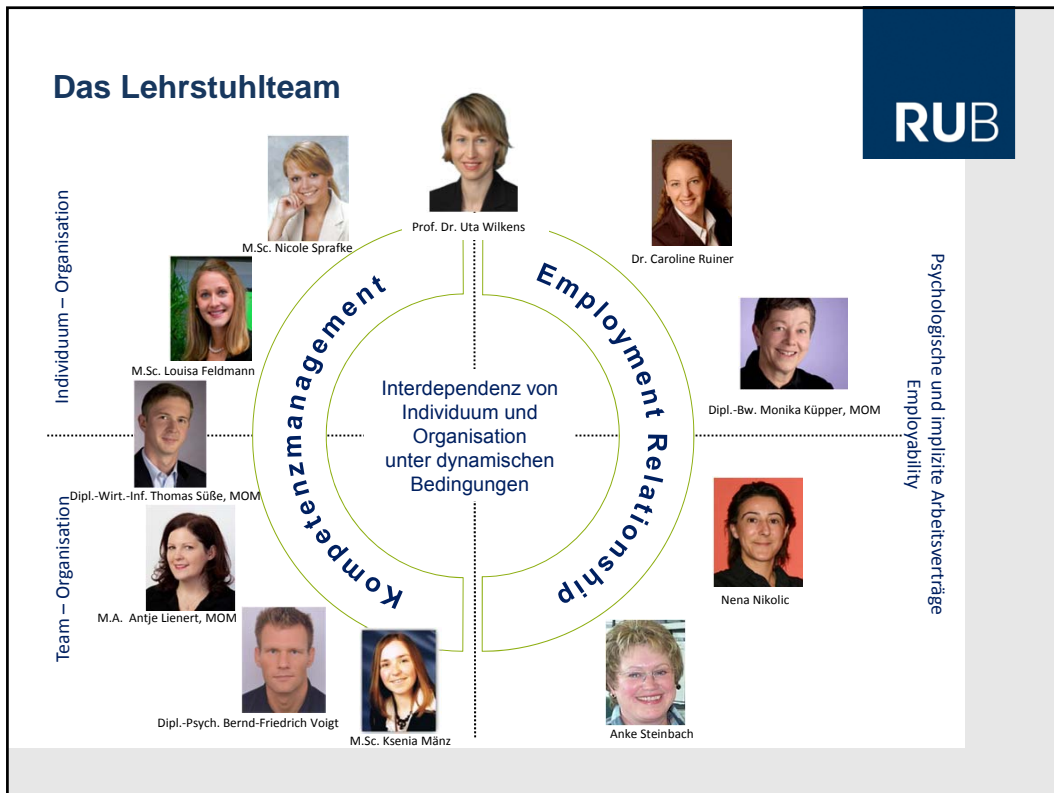 Das Lehrstuhlteam
RUB
Prof. Dr. Uta Wilkens
M.Sc. Nicole Sprafke
Dr. Caroline Ruiner
M.Sc. Louisa Feldmann
Dipl.-Bw. Monika Küpper, MOM
Dipl.-Wirt.-Inf. Thomas Süße, MOM
M.A. Antje Lienert, MOM
Nena Nikolic
Dipl.-Psych. Bernd-Friedrich Voigt
M.Sc. Ksenia Mänz
Anke Steinbach
Individuum – Organisation
Team – Organisation
Kompetenzmanagement
Employment Relationship
Interdependenz von
Individuum und
Organisation
unter dynamischen
Bedingungen
Psychologische und implizite Arbeitsverträge
Employability